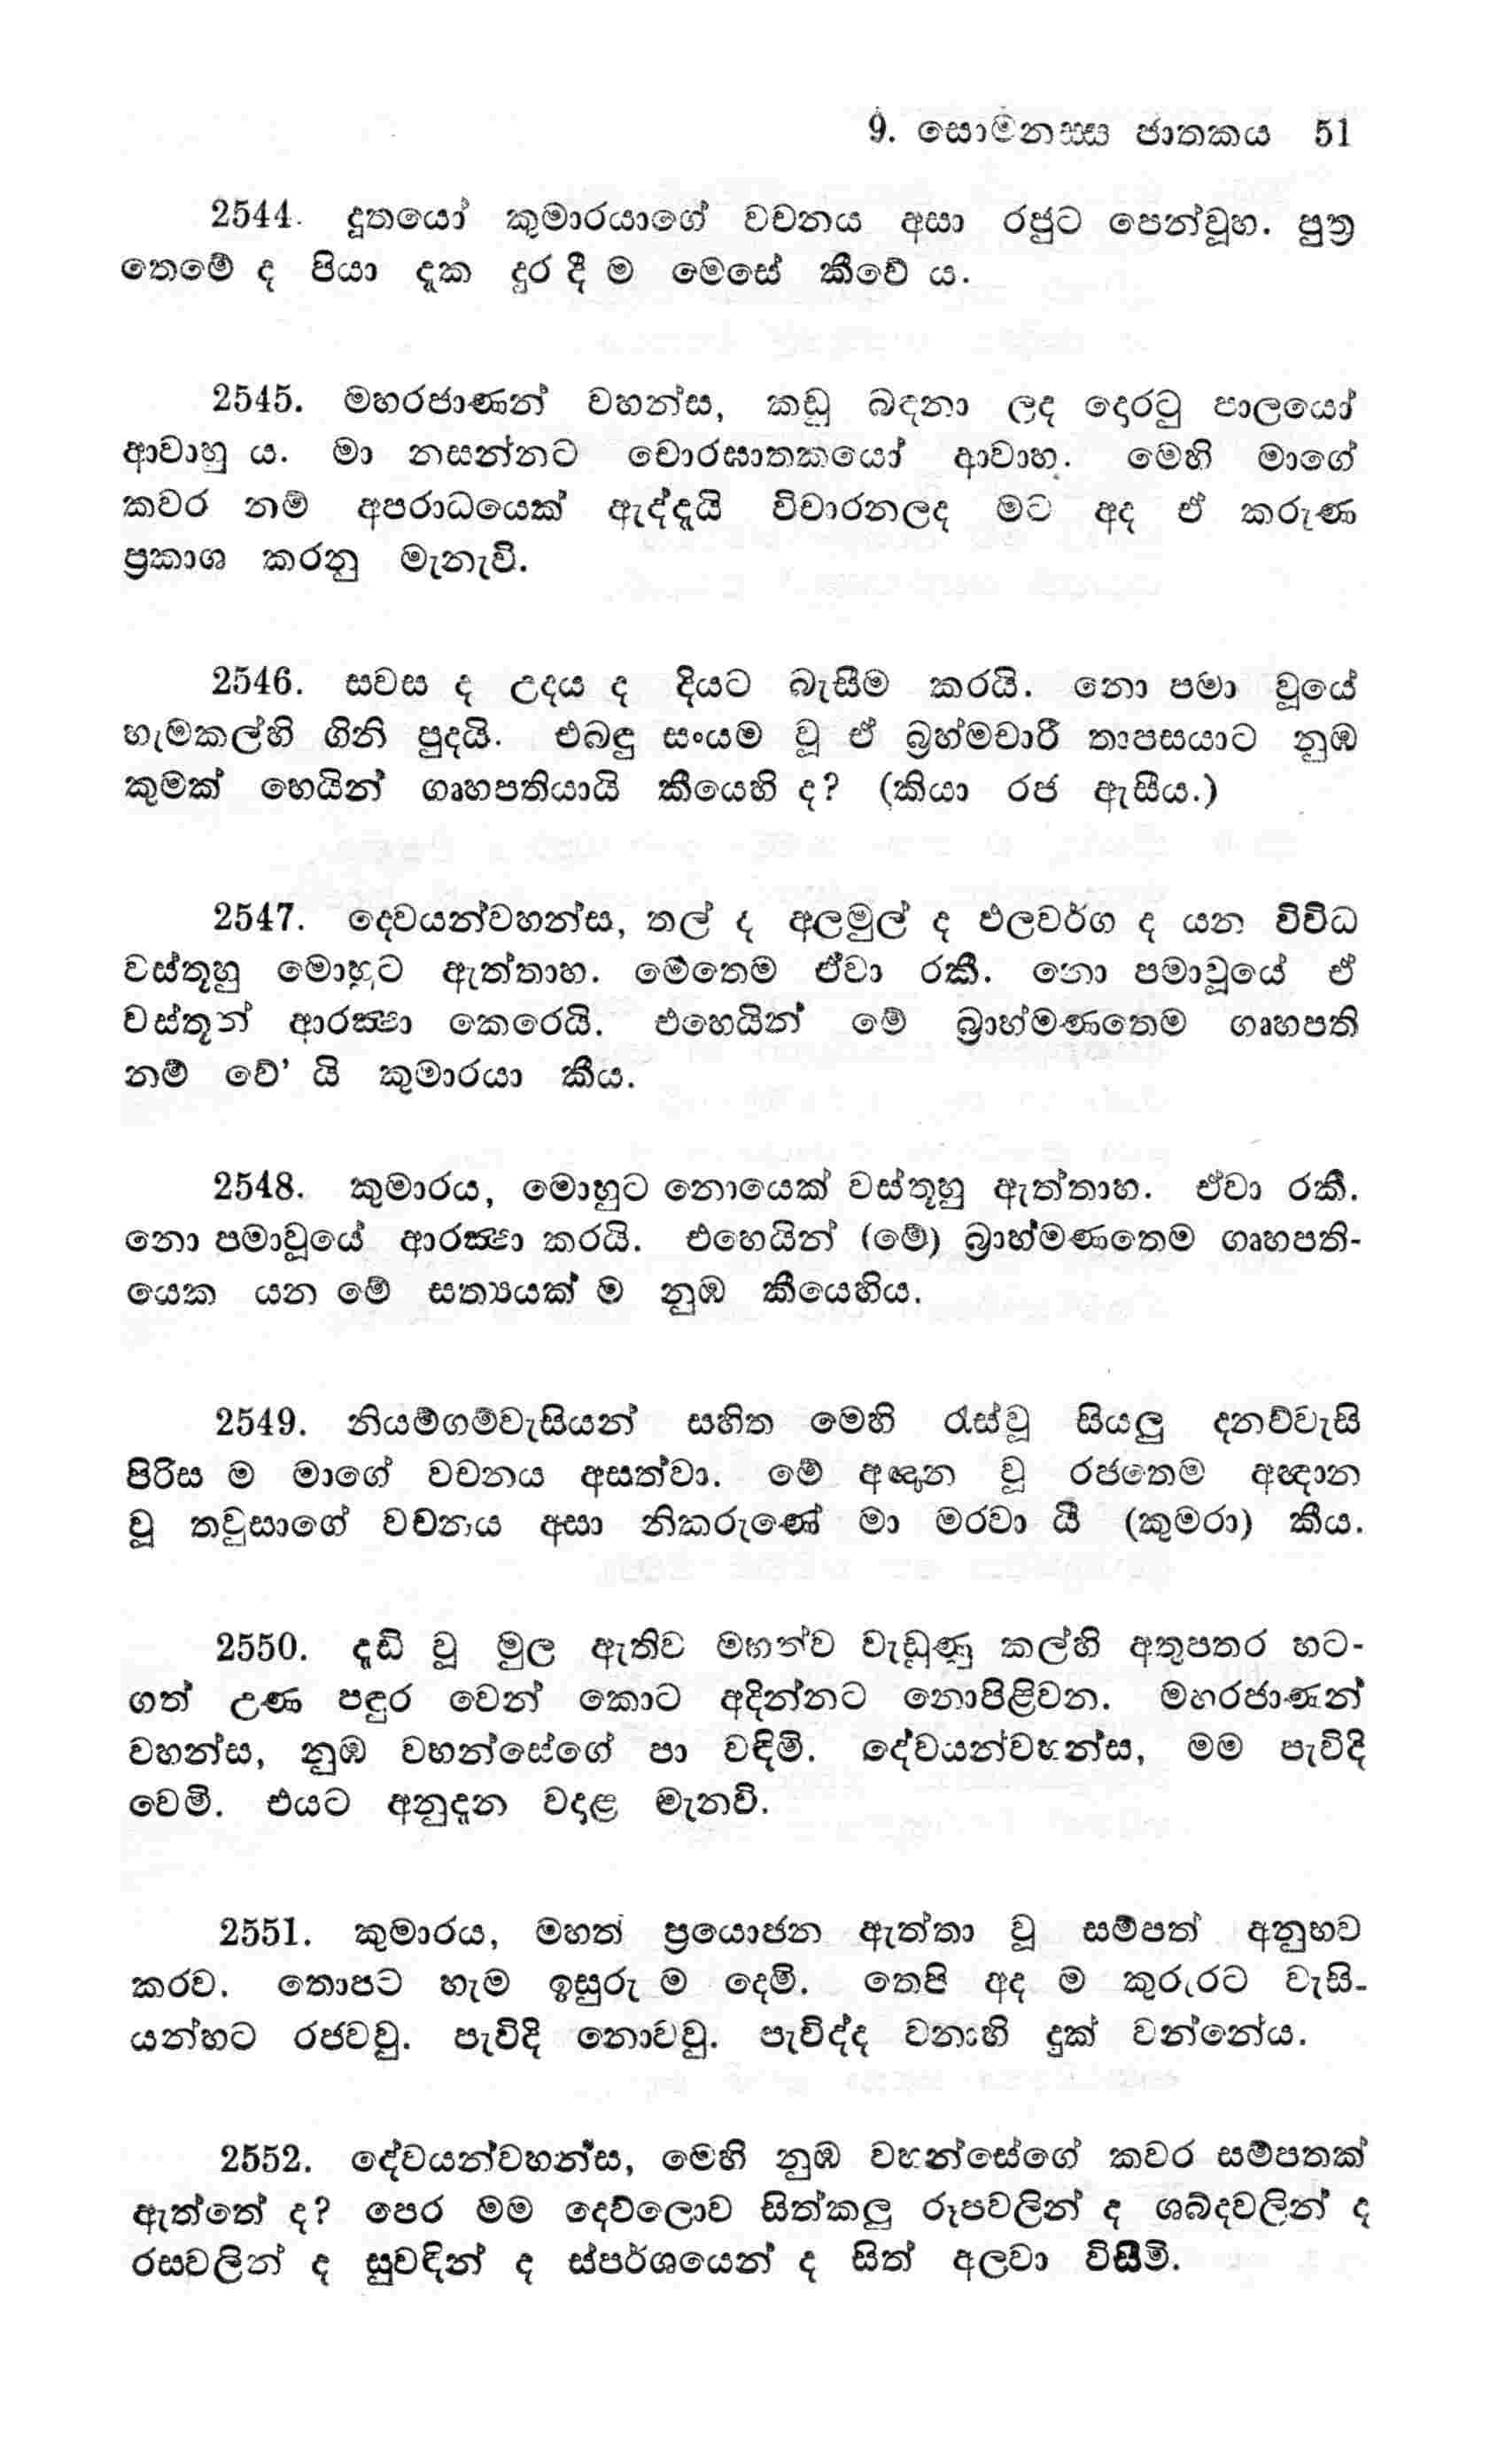 9. සොමනස්ස ජාතකය 51
2544. දූතයෝ කුමාරයාගේ වචනය අසා රජුට පෙන්වූහ. පුත්‍ර
තෙමේ ද පියා දැක දුර දී ම මෙසේ කීවේ ය.
2545. මහරජාණන් වහන්ස, කඩු බඳනා ලද දොරටු පාලයෝ
ආවාහු ය. මා නසන්නට චොරඝාතකයෝ ආවාහු. මෙහි මාගේ
කවර නම් අපරාධයෙක් ඇද්දැයි විචාරනලද මට අද ඒ කරුණ
ප්‍රකාශ කරනු මැනැවි.
2546. සවස ද උදය ද දියට බැසීම කරයි. නො පමා වූයේ
හැමකල්හි ගිනි පුදයි. එබඳු සංයම වූ ඒ බ්‍රහ්මචාරී තාපසයාට නුඹ
කුමක් හෙයින් ගෘහපතියායි කීයෙහි ද? (කියා රජ ඇසීය.)
2547. දෙවයන්වහන්ස, තල් ද අලමුල් ද ඵලවර්ග ද යන විවිධ
වස්තූහු මොහුට ඇත්තාහ. මේතෙම ඒවා රකී. නො පමාවූයේ ඒ
වස්තූන් ආරක්‍ෂා කෙරෙයි. එහෙයින් මේ බ්‍රාහ්මණතෙම ගෘහපති
නම් වේ' යි කුමාරයා කීය.
2548. කුමාරය, මොහුට නොයෙක් වස්තූහු ඇත්තාහ. ඒවා රකී.
නො පමාවූයේ ආරක්‍ෂා කරයි. එහෙයින් (මේ) බ්‍රාහ්මණතෙම ගෘහපති-
යෙක යන මේ සත්‍යයක් ම නුඹ කීයෙහිය.
2549. නියම්ගම්වැසියන් සහිත මෙහි රැස්වූ සියලු දනව්වැසි
පිරිස ම මාගේ වචනය අසත්වා. මේ අඥාන වූ රජතෙම අඥාන
වූ තවුසාගේ වචනය අසා නිකරුණේ මා මරවා යී (කුමරා) කීය.
2550. දැඩි වූ මුල ඇතිව මහත්ව වැඩුණු කල්හි අතුපතර හට-
ගත් උණ පඳුර වෙන් කොට අදින්නට නොපිළිවන. මහරජාණන්
වහන්ස, නුඹ වහන්සේගේ පා වඳිමි. දේවයන්වහන්ස, මම පැවිදි
වෙමි. එයට අනුදැන වදාළ මැනවි.
2551. කුමාරය, මහත් ප්‍රයොජන ඇත්තා වූ සම්පත් අනුභව
කරව. තොපට හැම ඉසුරු ම දෙමි. තෙපි අද ම කුරුරට වැසි-
යන්හට රජවවු. පැවිදි නොවවු. පැවිද්ද වනාහි දුක් වන්නේය.
2552. දේවයන්වහන්ස, මෙහි නුඹ වහන්සේගේ කවර සම්පතක්
ඇත්තේ ද? පෙර මම දෙව්ලොව සිත්කලු රූපවලින් ද ශබ්දවලින් ද
රසවලින් ද සුවඳින් ද ස්පර්ශයෙන් ද සිත් අලවා විසීමි.